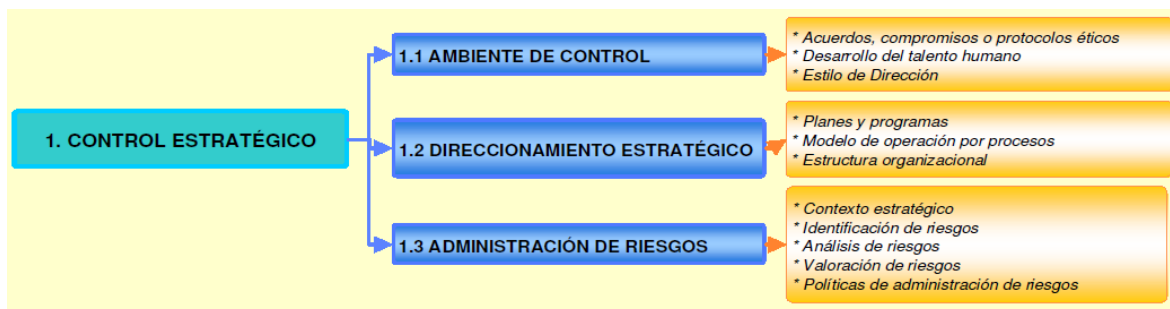 1. CONTROL ESTRATÉGICO
1.1 AMBIENTE DE CONTROL
* Acuerdos, compromisos o protocolos éticos
* Desarrollo del talento humano
* Estilo de Dirección
1.2 DIRECCIONAMIENTO ESTRATÉGICO
* Planes y programas
* Modelo de operación por procesos
* Estructura organizacional
1.3 ADMINISTRACIÓN DE RIESGOS
* Contexto estratégico
* Identificación de riesgos
* Análisis de riesgos
* Valoración de riesgos
* Políticas de administración de riesgos